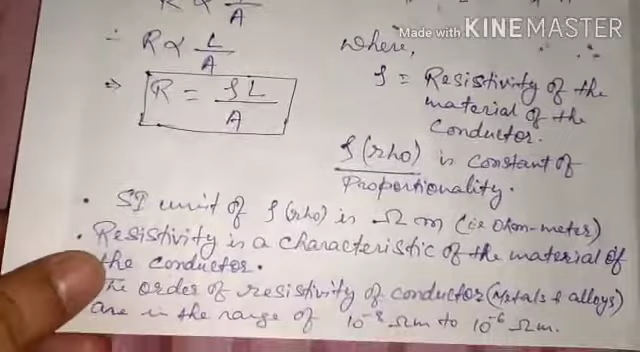 R ∝ 1/A
Made with KINEMASTER
∴ R ∝ L/A
where,
⇒ R = ρL/A
ρ = Resistivity of the
material of the
Conductor.
ρ (rho) is constant of
Proportionality.
• SI unit of ρ (rho) is Ω m (i.e Ohm-meter)
• Resistivity is a characteristic of the material of
the conductor.
The order of resistivity of conductor (Metals & alloys)
are in the range of 10⁻⁸ Ωm to 10⁻⁶ Ωm.